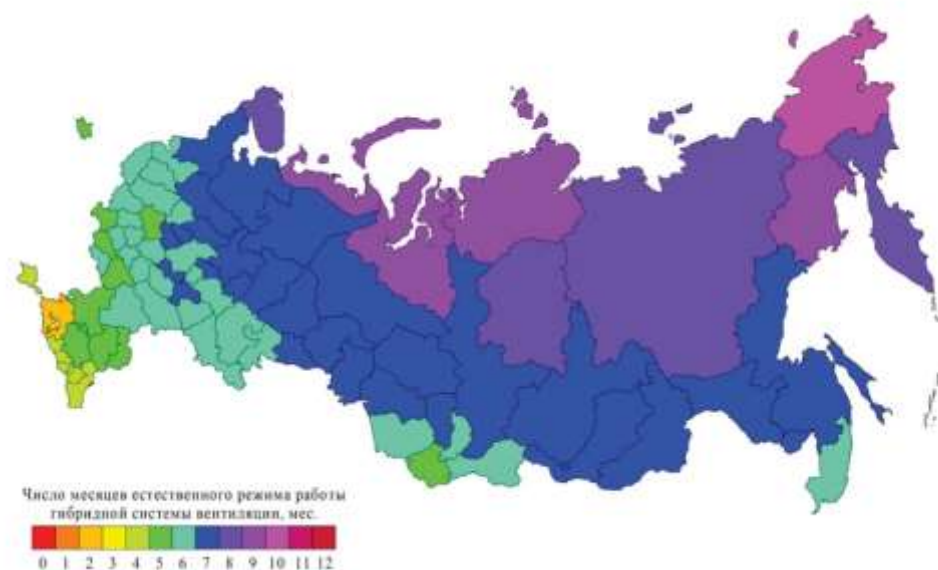 Число месяцев естественного режима работы
гибридной системы вентиляции, мес.
0 1 2 3 4 5 6 7 8 9 10 11 12